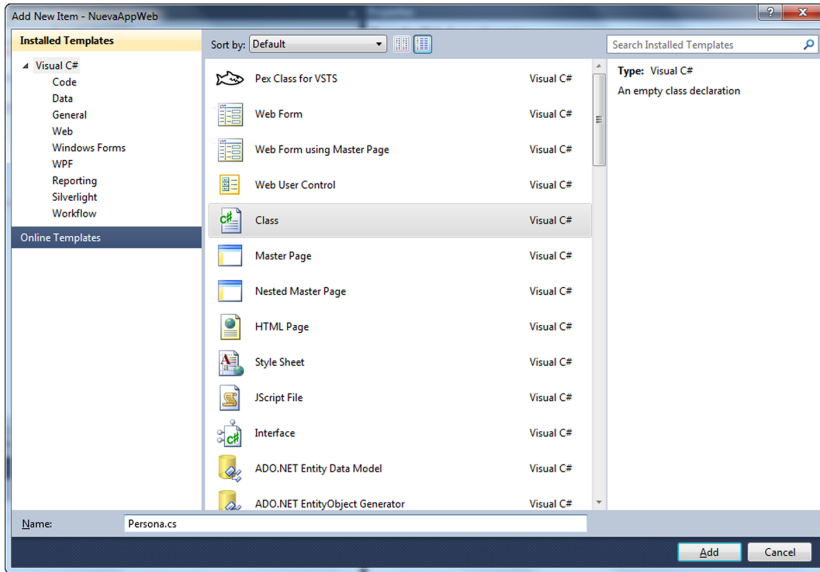 Add New Item - NuevaAppWeb
Installed Templates
Sort by: Default
Search Installed Templates
Visual C#
Code
Data
General
Web
Windows Forms
WPF
Reporting
Silverlight
Workflow
Online Templates
Pex Class for VSTS Visual C#
Web Form Visual C#
Web Form using Master Page Visual C#
Web User Control Visual C#
Class Visual C#
Master Page Visual C#
Nested Master Page Visual C#
HTML Page Visual C#
Style Sheet Visual C#
JScript File Visual C#
Interface Visual C#
ADO.NET Entity Data Model Visual C#
ADO.NET EntityObject Generator Visual C#
Type: Visual C#
An empty class declaration
Name: Persona.cs
Add Cancel